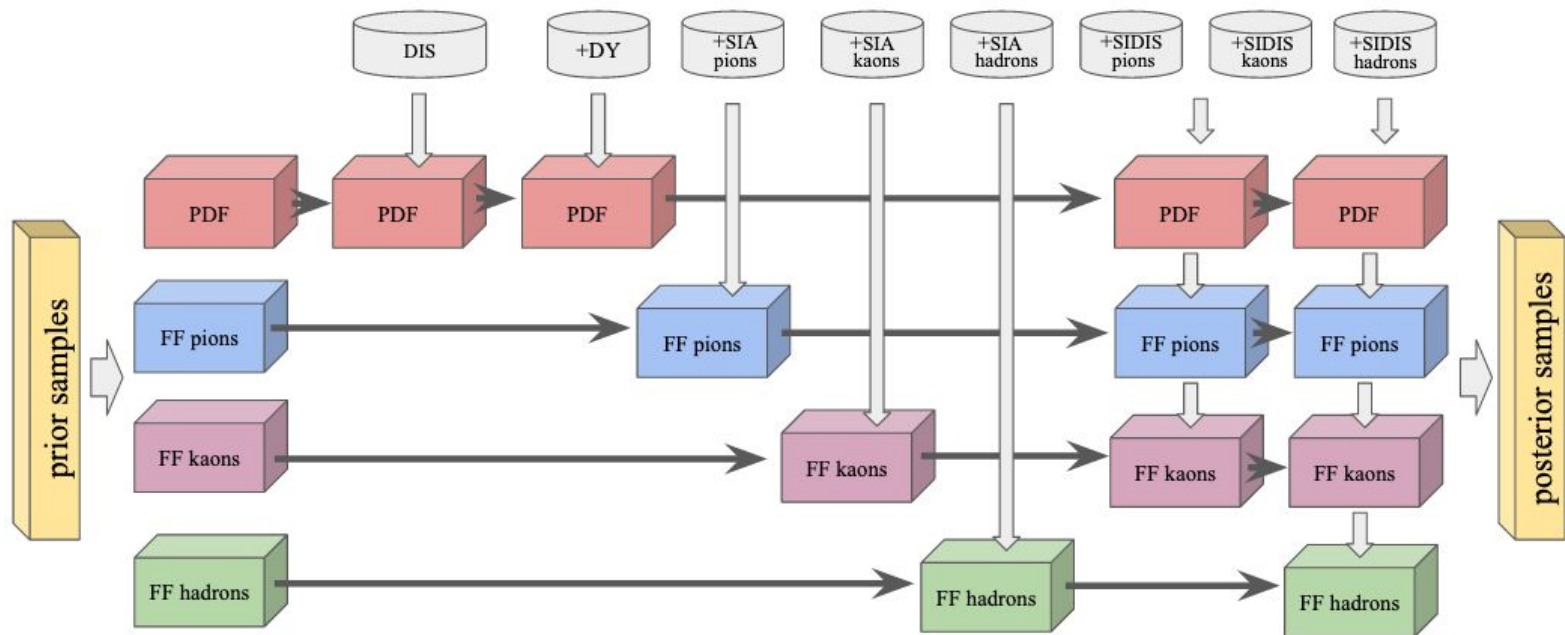 DIS
+DY
+SIA
pions
+SIA
kaons
+SIA
hadrons
+SIDIS
pions
+SIDIS
kaons
+SIDIS
hadrons
PDF
PDF
PDF
PDF
PDF
prior samples
FF pions
FF pions
FF pions
FF pions
FF kaons
FF kaons
FF kaons
FF kaons
FF hadrons
FF hadrons
FF hadrons
posterior samples